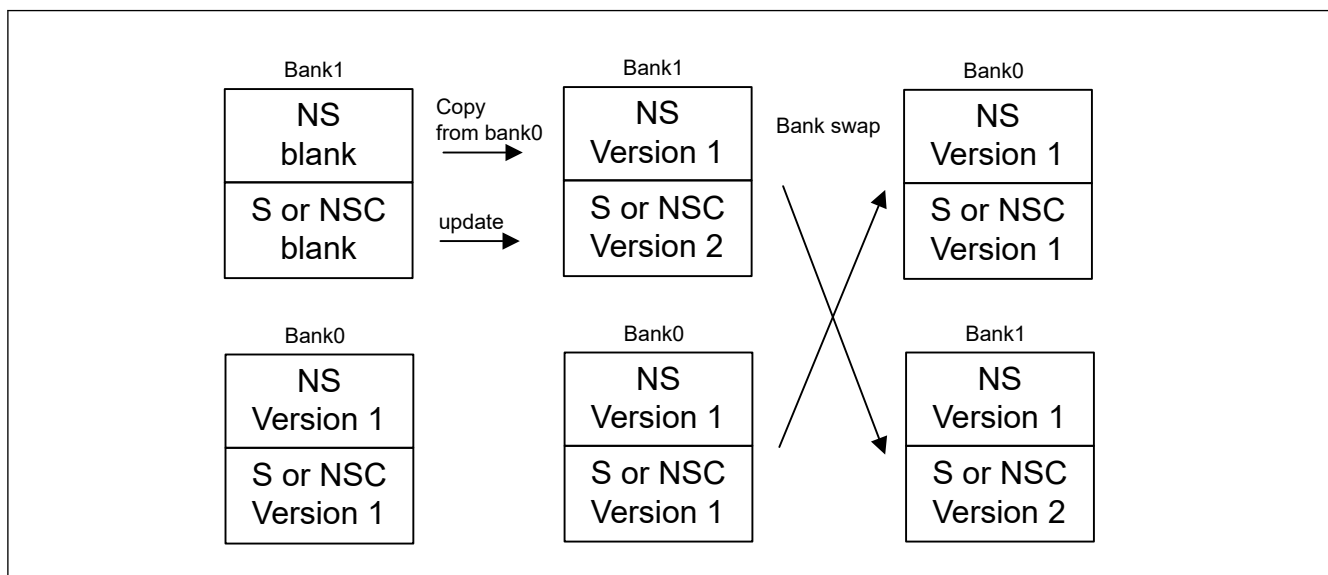 Bank1
NS
blank
S or NSC
blank
Copy
from bank0
update
Bank1
NS
Version 1
S or NSC
Version 2
Bank swap
Bank0
NS
Version 1
S or NSC
Version 1
Bank0
NS
Version 1
S or NSC
Version 1
Bank0
NS
Version 1
S or NSC
Version 1
Bank1
NS
Version 1
S or NSC
Version 2